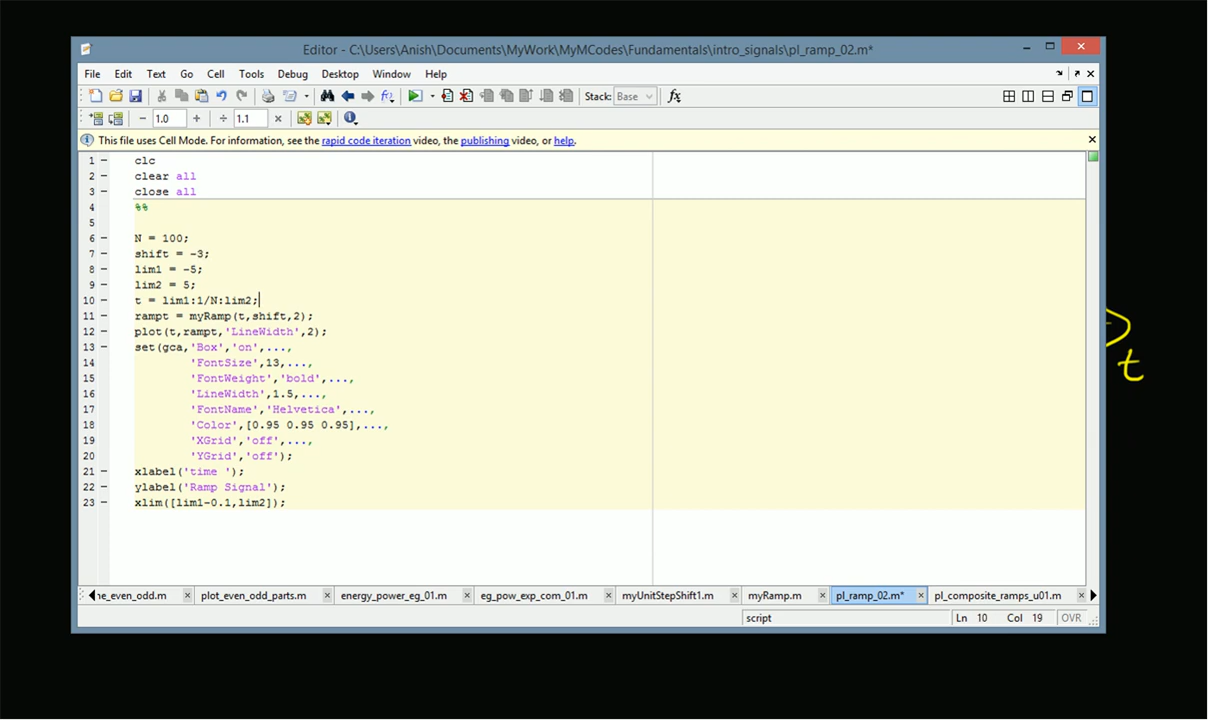 Editor - C:\Users\Anish\Documents\MyWork\MyMCodes\Fundamentals\intro_signals\pl_ramp_02.m*
File Edit Text Go Cell Tools Debug Desktop Window Help
Stack: Base fx
- 1.0 + ÷ 1.1 ×
This file uses Cell Mode. For information, see the rapid code iteration video, the publishing video, or help.
1 clc
2 clear all
3 close all
4 %%
5
6 N = 100;
7 shift = -3;
8 lim1 = -5;
9 lim2 = 5;
10 t = lim1:1/N:lim2;
11 rampt = myRamp(t,shift,2);
12 plot(t,rampt,'LineWidth',2);
13 set(gca,'Box','on',...,
14 'FontSize',13,...,
15 'FontWeight','bold',...,
16 'LineWidth',1.5,...,
17 'FontName','Helvetica',...,
18 'Color',[0.95 0.95 0.95],...,
19 'XGrid','off',...,
20 'YGrid','off');
21 xlabel('time ');
22 ylabel('Ramp Signal');
23 xlim([lim1-0.1,lim2]);
t
ne_even_odd.m plot_even_odd_parts.m energy_power_eg_01.m eg_pow_exp_com_01.m myUnitStepShift1.m myRamp.m pl_ramp_02.m* pl_composite_ramps_u01.m
script Ln 10 Col 19 OVR